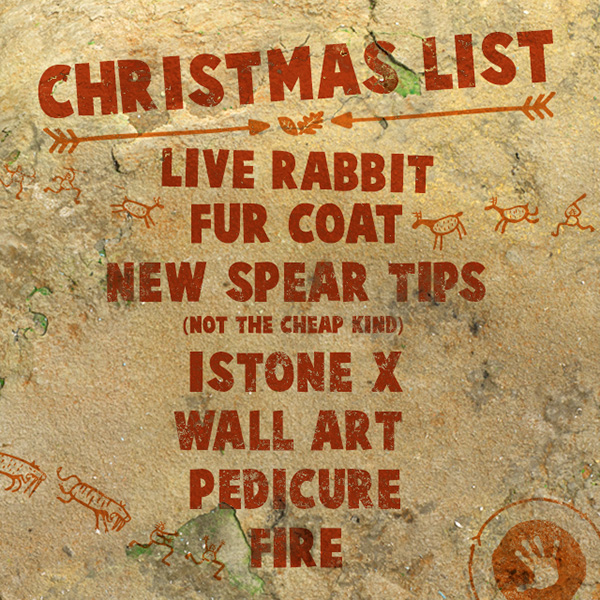 CHRISTMAS LIST
LIVE RABBIT
FUR COAT
NEW SPEAR TIPS
(NOT THE CHEAP KIND)
ISTONE X
WALL ART
PEDICURE
FIRE